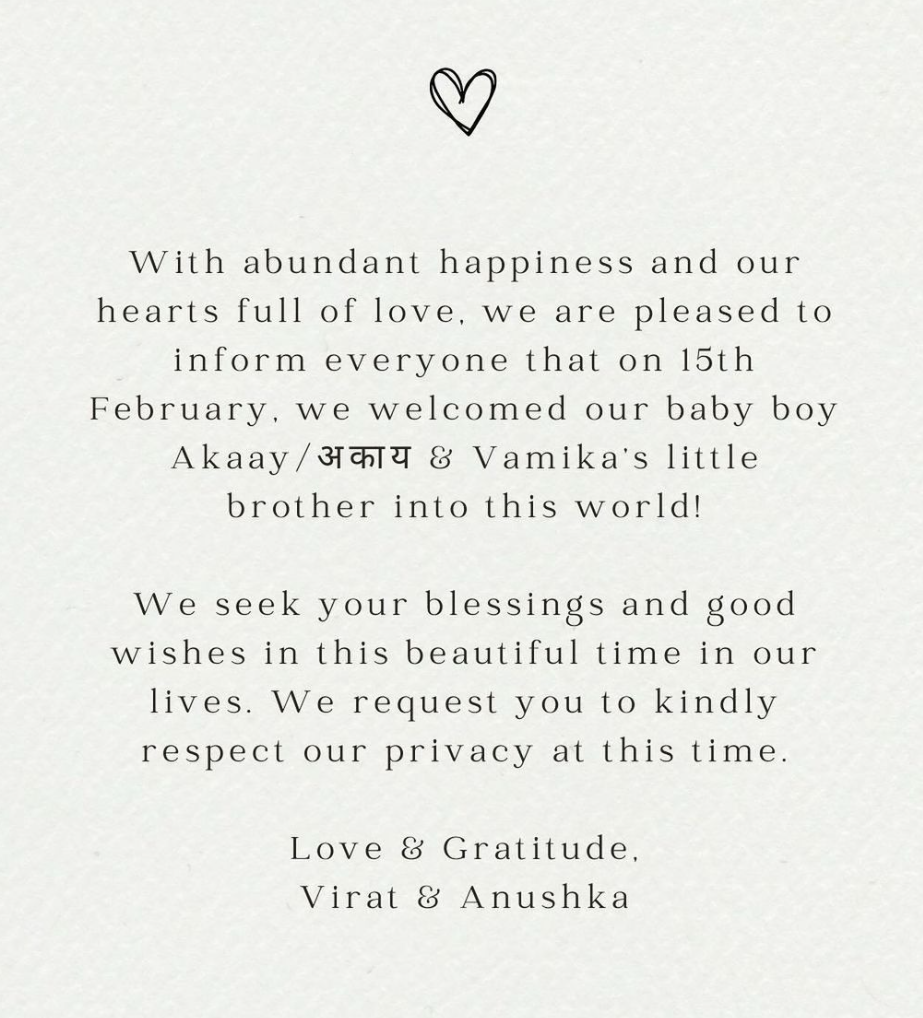 With abundant happiness and our
hearts full of love, we are pleased to
inform everyone that on 15th
February, we welcomed our baby boy
Akaay/अकाय & Vamika's little
brother into this world!
We seek your blessings and good
wishes in this beautiful time in our
lives. We request you to kindly
respect our privacy at this time.
Love & Gratitude,
Virat & Anushka